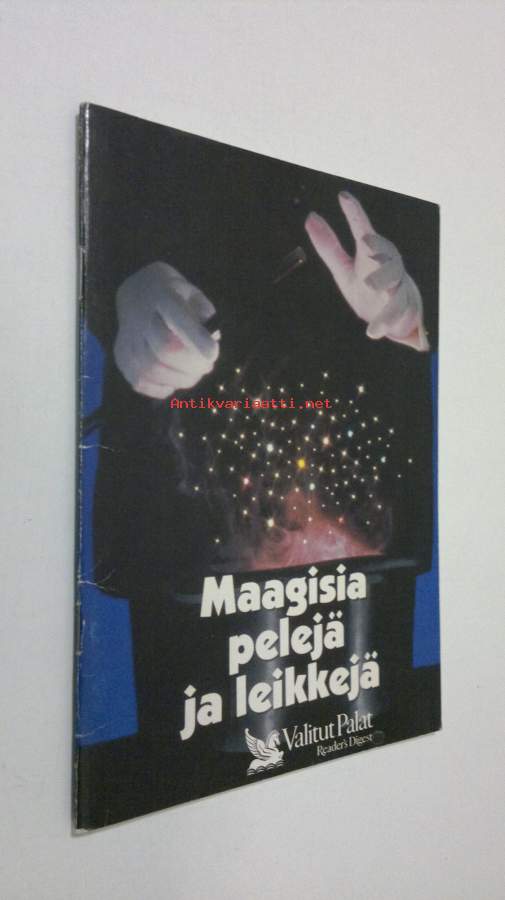 Antikvariaatti.net
Maagisia
pelejä
ja leikkejä
Valitut Palat
Reader's Digest